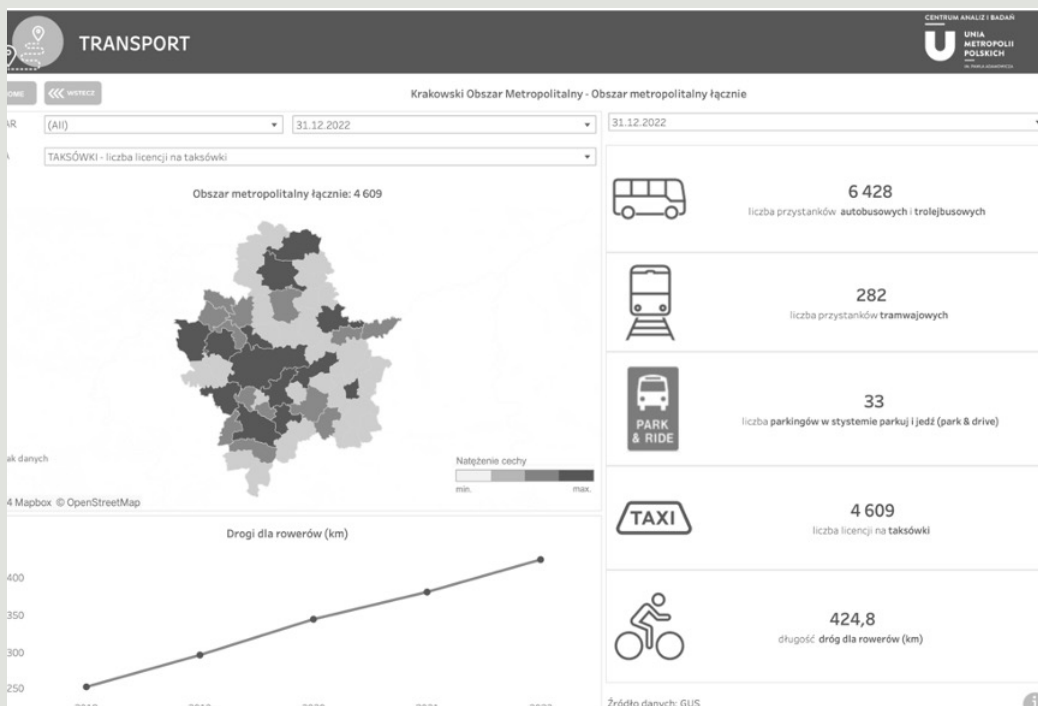 TRANSPORT
CENTRUM ANALIZ I BADAŃ
UNIA
METROPOLII
POLSKICH
WSTECZ
Krakowski Obszar Metropolitalny - Obszar metropolitalny łącznie
(All)
31.12.2022
31.12.2022
TAKSÓWKI - liczba licencji na taksówki
Obszar metropolitalny łącznie: 4 609
6 428
liczba przystanków autobusowych i trolejbusowych
282
liczba przystanków tramwajowych
PARK
& RIDE
33
liczba parkingów w stystemie parkuj i jedź (park & drive)
danych
Natężenie cechy
min. max.
4 Mapbox © OpenStreetMap
TAXI
4 609
liczba licencji na taksówki
Drogi dla rowerów (km)
400
350
300
250
424,8
długość dróg dla rowerów (km)
Źródło danych: GUS